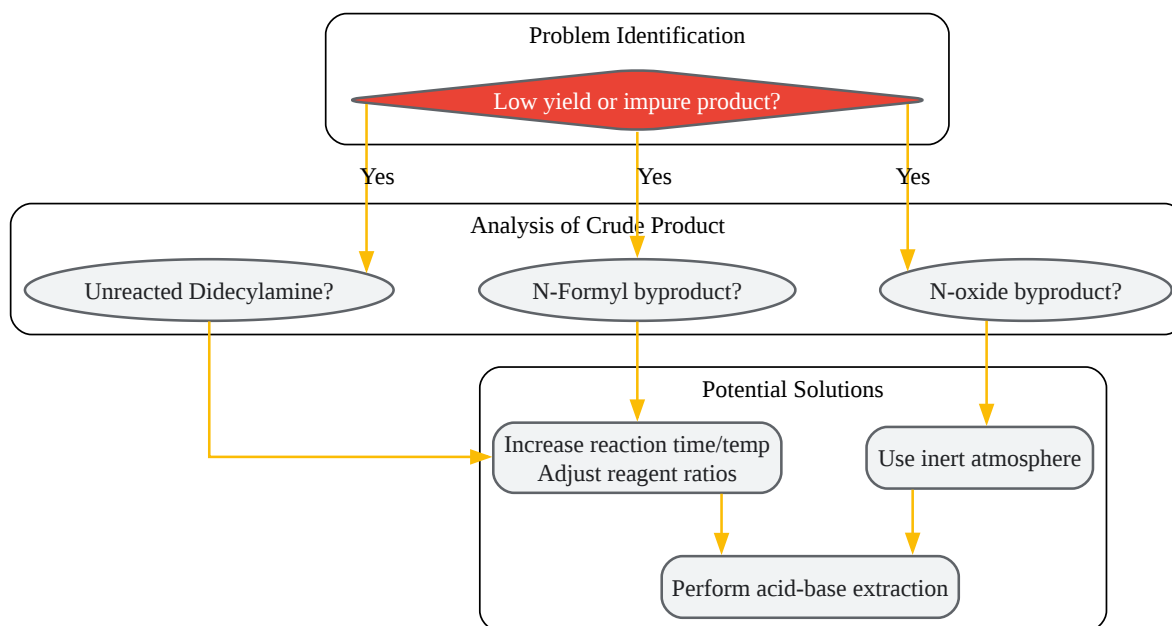 Problem Identification
Low yield or impure product?
Yes
Yes
Yes
Analysis of Crude Product
Unreacted Didecylamine?
N-Formyl byproduct?
N-oxide byproduct?
Potential Solutions
Increase reaction time/temp
Adjust reagent ratios
Use inert atmosphere
Perform acid-base extraction